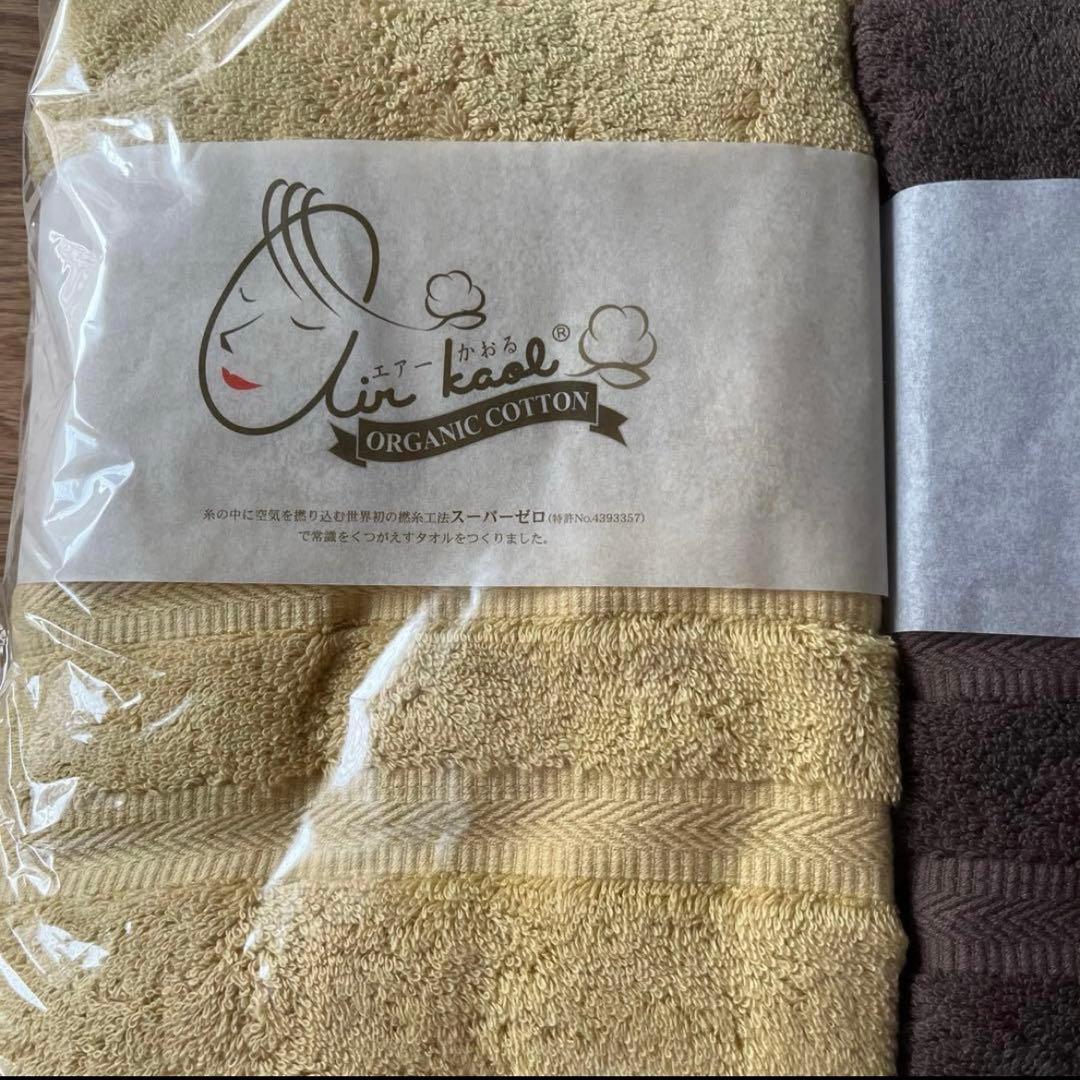 エアーかおる
air kaol®
ORGANIC COTTON
糸の中に空気を撚り込む世界初の撚糸工法スーパーゼロ(特許No.4393357)
で常識をくつがえすタオルをつくりました。